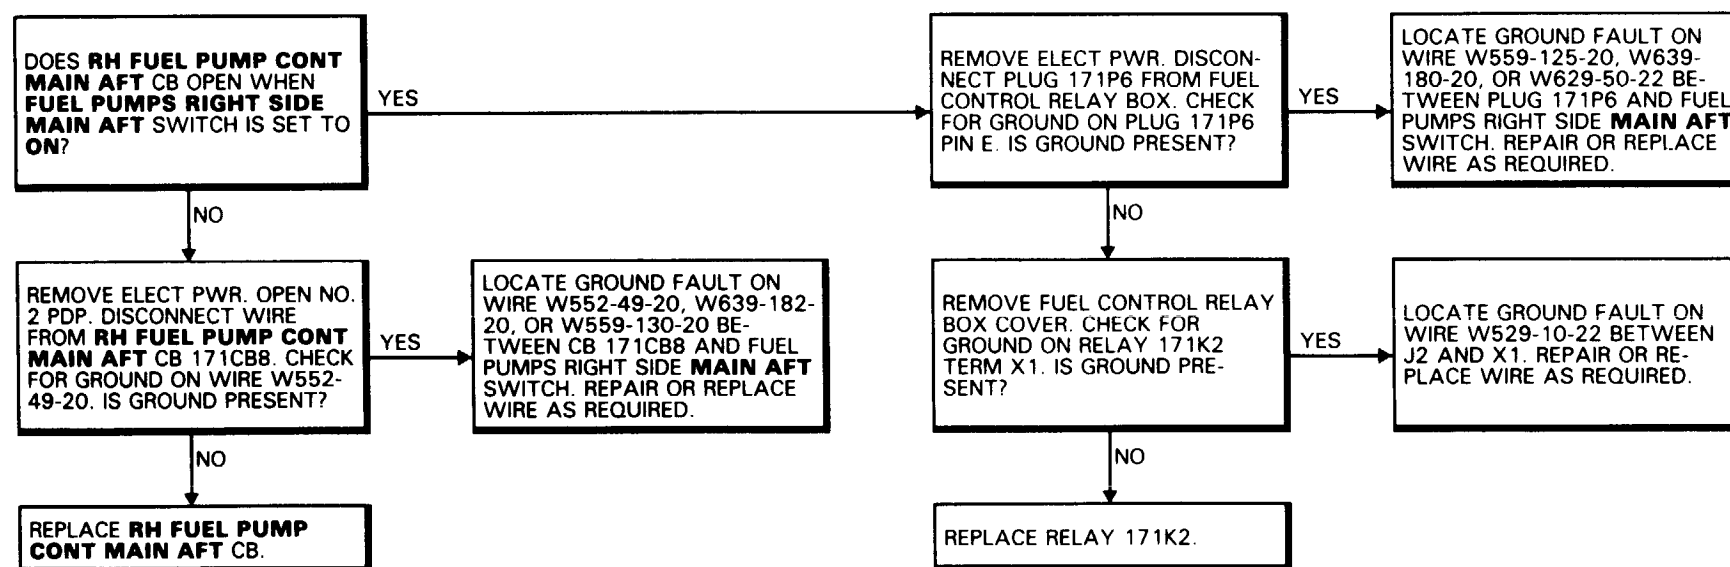 DOES RH FUEL PUMP CONT
MAIN AFT CB OPEN WHEN
FUEL PUMPS RIGHT SIDE
MAIN AFT SWITCH IS SET TO
ON?
YES
REMOVE ELECT PWR. DISCON-
NECT PLUG 171P6 FROM FUEL
CONTROL RELAY BOX. CHECK
FOR GROUND ON PLUG 171P6
PIN E. IS GROUND PRESENT?
YES
LOCATE GROUND FAULT ON
WIRE W559-125-20, W639-
180-20, OR W629-50-22 BE-
TWEEN PLUG 171P6 AND FUEL
PUMPS RIGHT SIDE MAIN AFT
SWITCH. REPAIR OR REPLACE
WIRE AS REQUIRED.
NO
NO
REMOVE ELECT PWR. OPEN NO.
2 PDP. DISCONNECT WIRE
FROM RH FUEL PUMP CONT
MAIN AFT CB 171CB8. CHECK
FOR GROUND ON WIRE W552-
49-20. IS GROUND PRESENT?
YES
LOCATE GROUND FAULT ON
WIRE W552-49-20, W639-182-
20, OR W559-130-20 BE-
TWEEN CB 171CB8 AND FUEL
PUMPS RIGHT SIDE MAIN AFT
SWITCH. REPAIR OR REPLACE
WIRE AS REQUIRED.
REMOVE FUEL CONTROL RELAY
BOX COVER. CHECK FOR
GROUND ON RELAY 171K2
TERM X1. IS GROUND PRE-
SENT?
YES
LOCATE GROUND FAULT ON
WIRE W529-10-22 BETWEEN
J2 AND X1. REPAIR OR RE-
PLACE WIRE AS REQUIRED.
NO
NO
REPLACE RH FUEL PUMP
CONT MAIN AFT CB.
REPLACE RELAY 171K2.